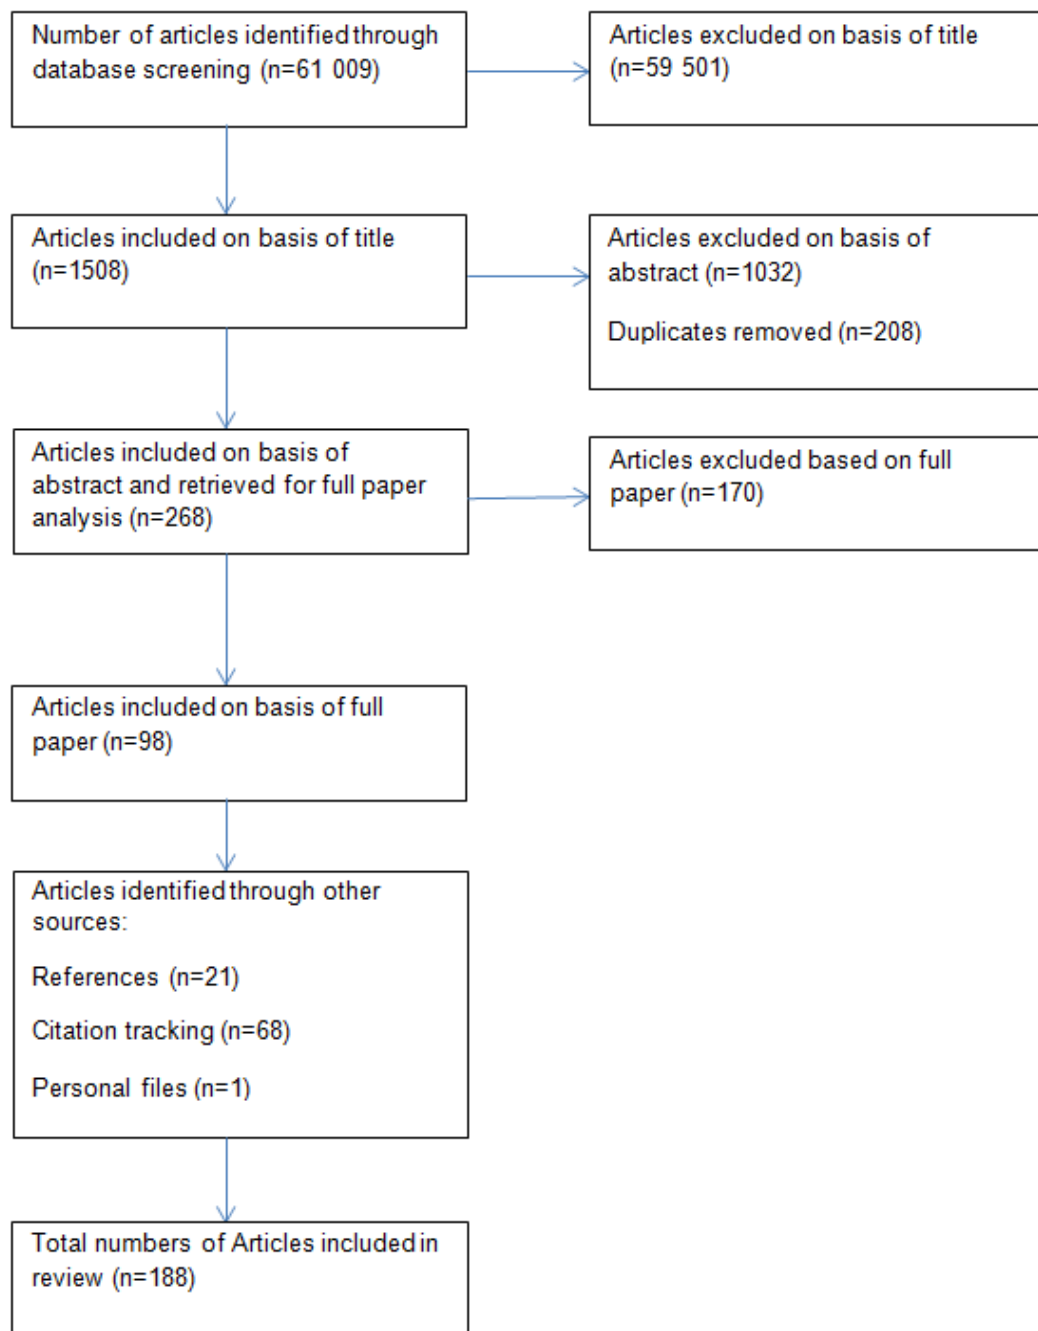 Number of articles identified through
database screening (n=61 009)
Articles excluded on basis of title
(n=59 501)
Articles included on basis of title
(n=1508)
Articles excluded on basis of
abstract (n=1032)
Duplicates removed (n=208)
Articles included on basis of
abstract and retrieved for full paper
analysis (n=268)
Articles excluded based on full
paper (n=170)
Articles included on basis of full
paper (n=98)
Articles identified through other
sources:
References (n=21)
Citation tracking (n=68)
Personal files (n=1)
Total numbers of Articles included in
review (n=188)